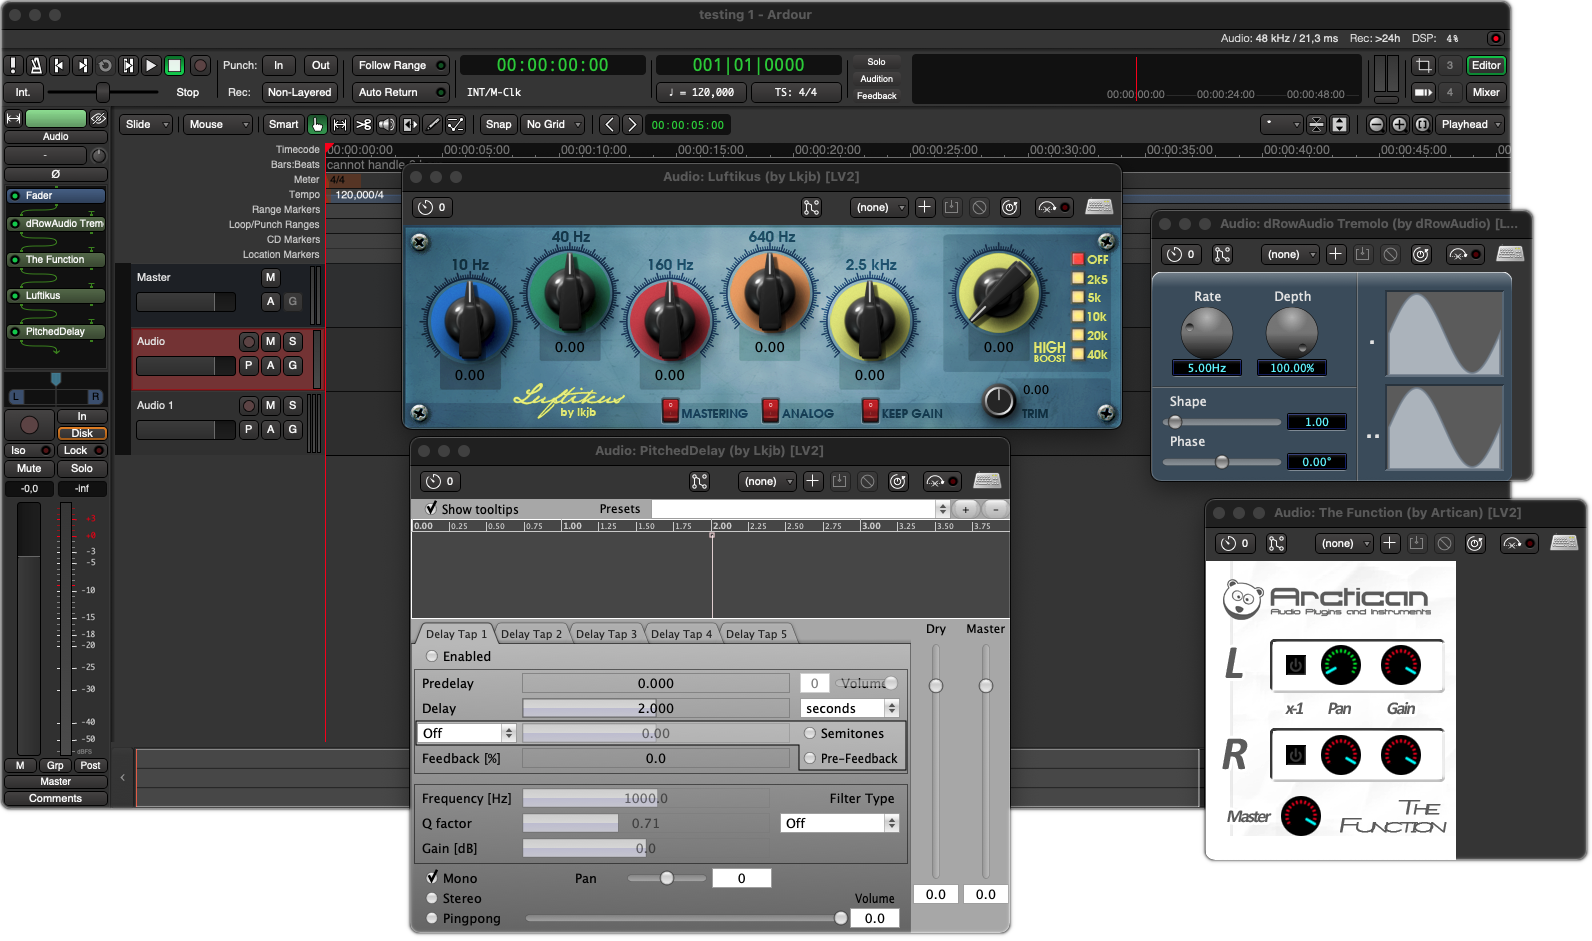 testing 1 - Ardour
Audio: 48 kHz / 21,3 ms Rec: >24h DSP: 4%
Punch: In Out Follow Range 00:00:00:00 001|01|0000 Solo
Audition
Feedback
3 Editor
Int. Stop Rec: Non-Layered Auto Return INT/M-Clk ♩ = 120,000 TS: 4/4
00:00:00:00 00:00:24:00 00:00:48:00
4 Mixer
Slide Mouse Smart Snap No Grid 00:00:05:00 * Playhead
Audio
-
Ø
Fader
dRowAudio Trem
The Function
Luftikus
PitchedDelay
L R
In
Disk
Iso Lock
Mute Solo
-0,0 -inf
+3
+0
-3
-5
-10
-15
-18
-20
-25
-30
-40
-50
dBFS
M Grp Post
Master
Comments
Timecode 00:00:00:00 00:00:05:00 00:00:10:00 00:00:15:00 00:00:20:00 00:00:25:00 00:00:30:00 00:00:35:00 00:00:40:00 00:00:45:00 00
Bars:Beats cannot handle
Meter 4/4
Tempo 120,000/4
Range Markers
Loop/Punch Ranges
CD Markers
Location Markers
Master M
A G
Audio M S
P A G
Audio 1 M S
P A G
Audio: Luftikus (by Lkjb) [LV2]
0 (none)
10 Hz 40 Hz 160 Hz 640 Hz 2.5 kHz
0.00 0.00 0.00 0.00 0.00 0.00
OFF
2k5
5k
10k
20k
40k
HIGH
BOOST
Luftikus
by lkjb
0 MASTERING 0 ANALOG 0 KEEP GAIN
0.00
TRIM
Audio: dRowAudio Tremolo (by dRowAudio) [L...
0 (none)
Rate Depth
5.00Hz 100.00%
Shape
1.00
Phase
0.00°
Audio: PitchedDelay (by Lkjb) [LV2]
0 (none)
Show tooltips Presets + -
0.00 0.25 0.50 0.75 1.00 1.25 1.50 1.75 2.00 2.25 2.50 2.75 3.00 3.25 3.50 3.75
Delay Tap 1 Delay Tap 2 Delay Tap 3 Delay Tap 4 Delay Tap 5
Enabled
Predelay 0.000 0 Volume
Delay 2.000 seconds
Off 0.00 Semitones
Feedback [%] 0.0 Pre-Feedback
Frequency [Hz] 1000.0 Filter Type
Q factor 0.71 Off
Gain [dB] 0.0
Mono Pan 0
Stereo Volume
Pingpong 0.0
Dry Master
0.0 0.0
Audio: The Function (by Artican) [LV2]
0 (none)
Arctican
Audio Plugins and Instruments
L
x-1 Pan Gain
R
Master
THE
FUNCTION